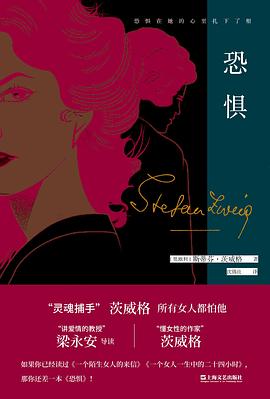 恐惧在她的心里扎下了根
恐惧
Stefan Zweig
[奥地利] 斯蒂芬·茨威格 著
沈锡良 译
“灵魂捕手” 茨威格 所有女人都怕他
“讲爱情的教授”
梁永安 导读
“懂女性的作家”
茨威格
如果你已经读过《一个陌生女人的来信》《一个女人一生中的二十四小时》，
那你还差一本《恐惧》！
上海文艺出版社